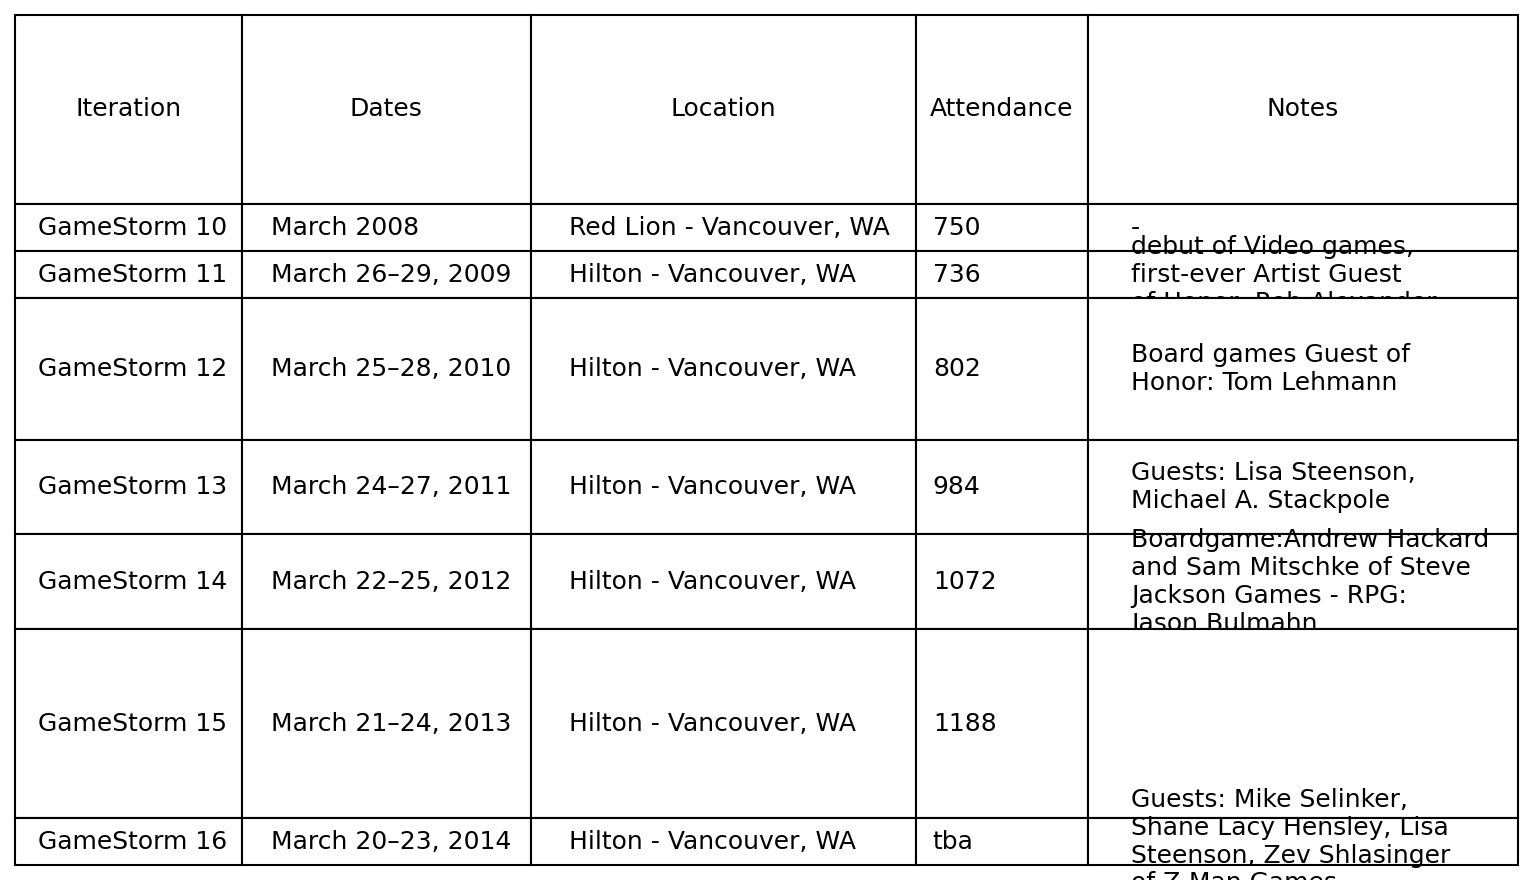 Iteration Dates Location Attendance Notes
GameStorm 10 March 2008 Red Lion - Vancouver, WA 750 -
GameStorm 11 March 26–29, 2009 Hilton - Vancouver, WA 736 debut of Video games,
first-ever Artist Guest
of Honor: Rob Alexander
GameStorm 12 March 25–28, 2010 Hilton - Vancouver, WA 802 Board games Guest of
Honor: Tom Lehmann
GameStorm 13 March 24–27, 2011 Hilton - Vancouver, WA 984 Guests: Lisa Steenson,
Michael A. Stackpole
GameStorm 14 March 22–25, 2012 Hilton - Vancouver, WA 1072 Boardgame:Andrew Hackard
and Sam Mitschke of Steve
Jackson Games - RPG:
Jason Bulmahn
GameStorm 15 March 21–24, 2013 Hilton - Vancouver, WA 1188
GameStorm 16 March 20–23, 2014 Hilton - Vancouver, WA tba Guests: Mike Selinker,
Shane Lacy Hensley, Lisa
Steenson, Zev Shlasinger
of Z-Man Games